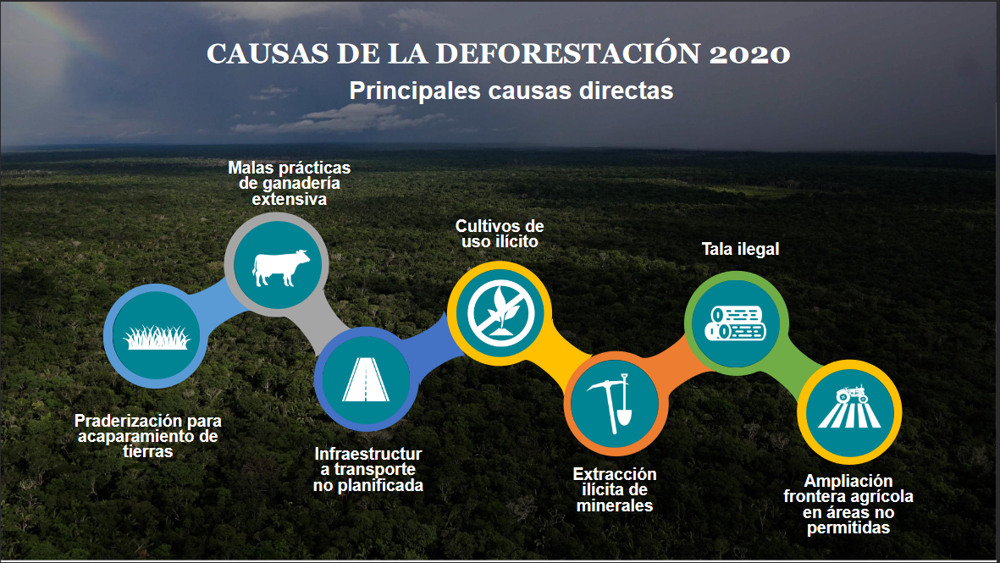 CAUSAS DE LA DEFORESTACIÓN 2020
Principales causas directas
Praderización para
acaparamiento de
tierras
Malas prácticas
de ganadería
extensiva
Infraestructur
a transporte
no planificada
Cultivos de
uso ilícito
Extracción
ilícita de
minerales
Tala ilegal
Ampliación
frontera agrícola
en áreas no
permitidas